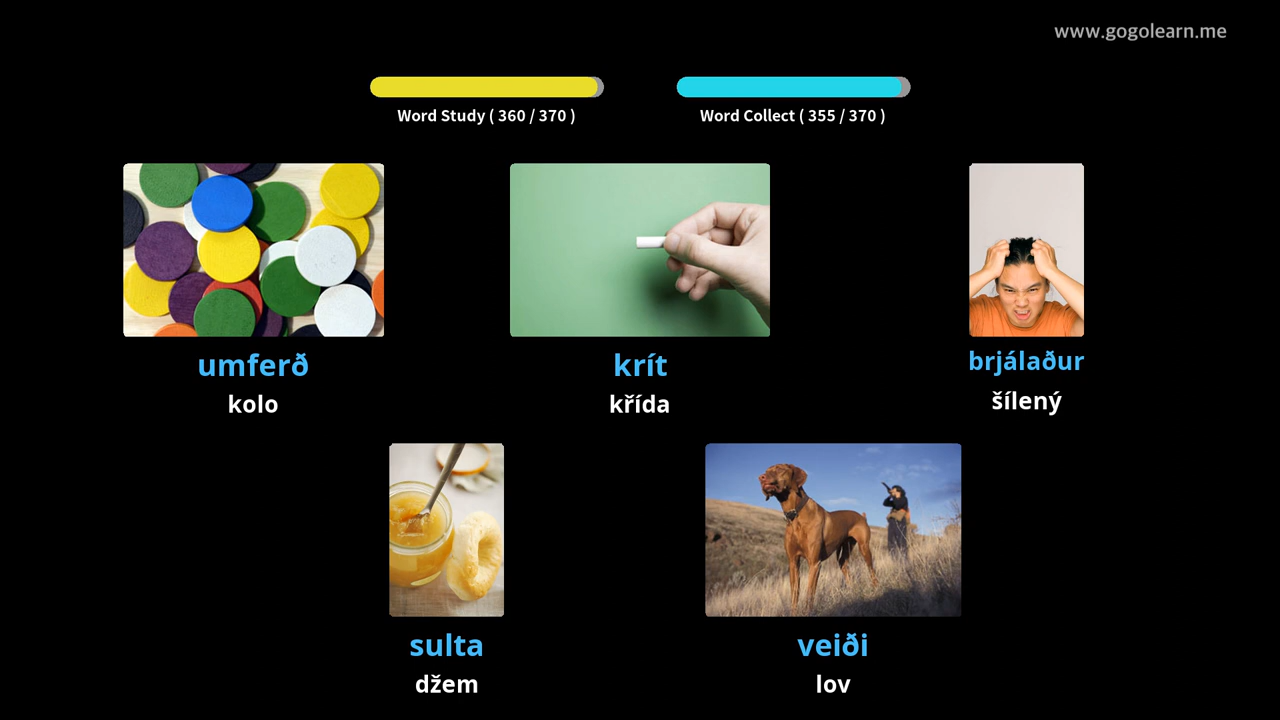 www.gogolearn.me
Word Study ( 360 / 370 )
Word Collect ( 355 / 370 )
umferð
kolo
krít
křída
brjálaður
šílený
sulta
džem
veiði
lov